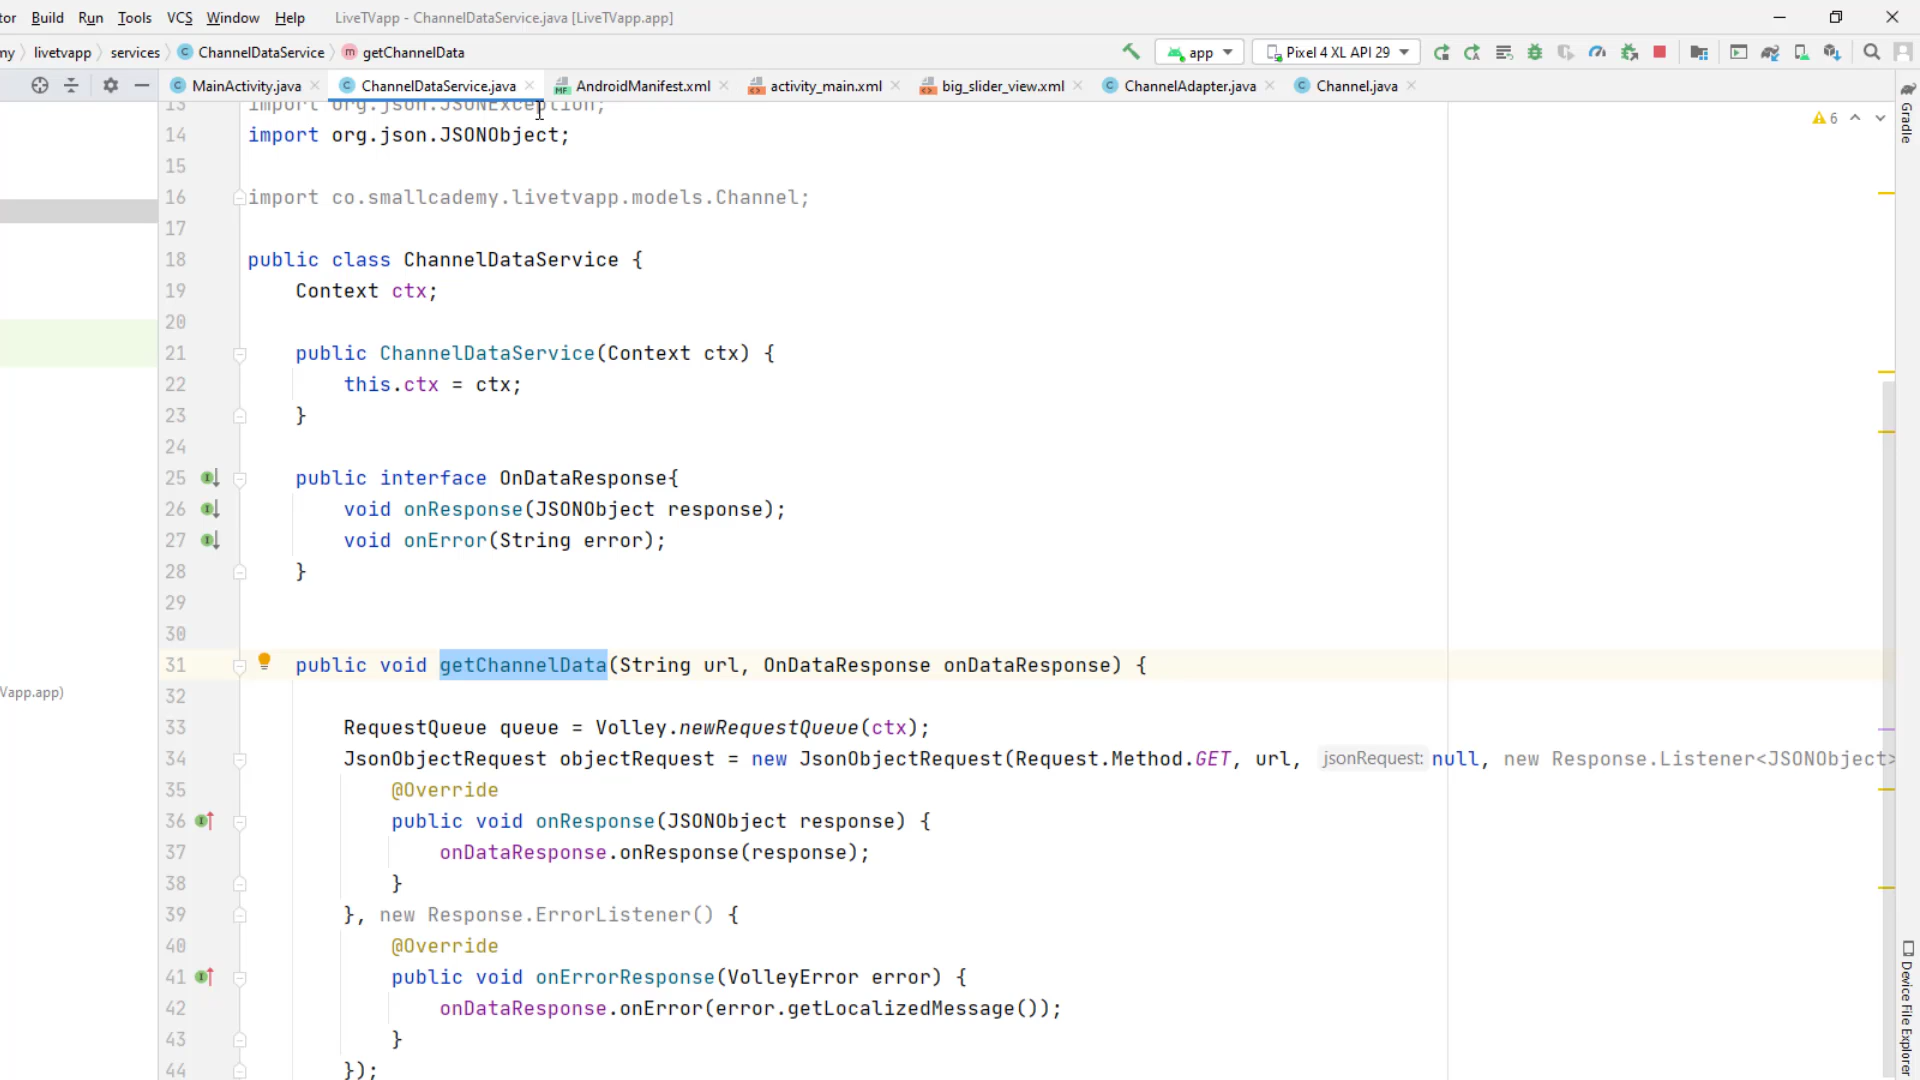 tor Build Run Tools VCS Window Help LiveTVapp - ChannelDataService.java [LiveTVapp.app]
my livetvapp services ChannelDataService getChannelData app Pixel 4 XL API 29
MainActivity.java ChannelDataService.java AndroidManifest.xml activity_main.xml big_slider_view.xml ChannelAdapter.java Channel.java
13 import org.json.JSONException;
14 import org.json.JSONObject;
6
15
16 import co.smallcademy.livetvapp.models.Channel;
17
18 public class ChannelDataService {
19 Context ctx;
20
21 public ChannelDataService(Context ctx) {
22 this.ctx = ctx;
23 }
24
25 public interface OnDataResponse{
26 void onResponse(JSONObject response);
27 void onError(String error);
28 }
29
30
31 public void getChannelData(String url, OnDataResponse onDataResponse) {
32
Vapp.app)
33 RequestQueue queue = Volley.newRequestQueue(ctx);
34 JsonObjectRequest objectRequest = new JsonObjectRequest(Request.Method.GET, url, jsonRequest: null, new Response.Listener<JSONObject>
35 @Override
36 public void onResponse(JSONObject response) {
37 onDataResponse.onResponse(response);
38 }
39 }, new Response.ErrorListener() {
40 @Override
41 public void onErrorResponse(VolleyError error) {
42 onDataResponse.onError(error.getLocalizedMessage());
43 }
44 });
Gradle
Device File Explorer